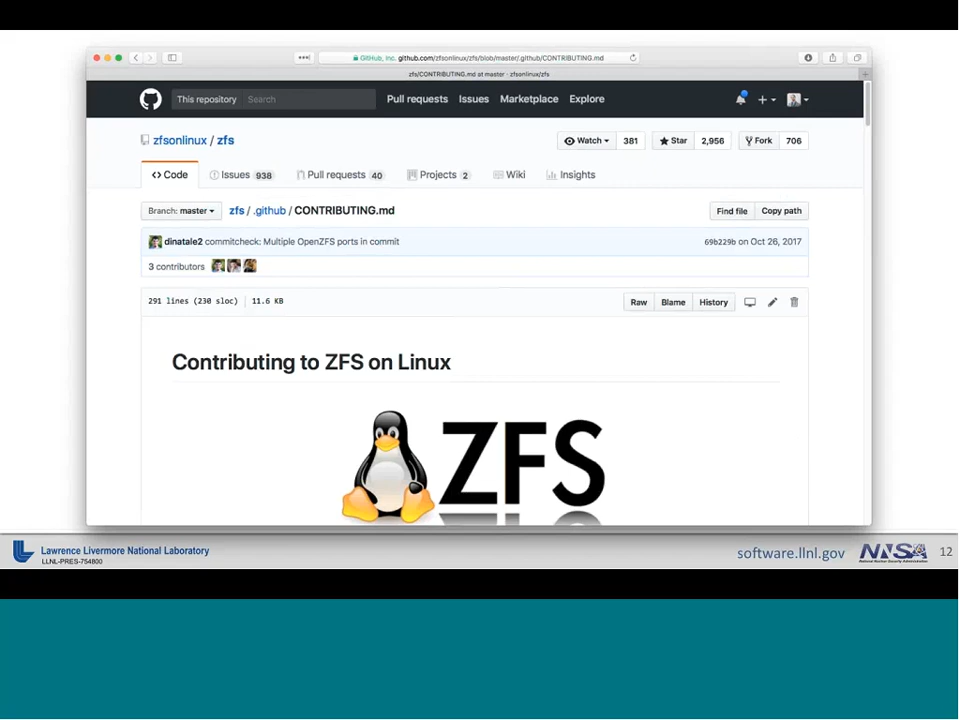 GitHub, Inc. github.com/zfsonlinux/zfs/blob/master/.github/CONTRIBUTING.md
zfs/CONTRIBUTING.md at master · zfsonlinux/zfs
This repository Search Pull requests Issues Marketplace Explore
zfsonlinux / zfs Watch 381 Star 2,956 Fork 706
Code Issues 938 Pull requests 40 Projects 2 Wiki Insights
Branch: master zfs / .github / CONTRIBUTING.md Find file Copy path
dinatale2 commitcheck: Multiple OpenZFS ports in commit 69b229b on Oct 26, 2017
3 contributors
291 lines (230 sloc) 11.6 KB Raw Blame History
Contributing to ZFS on Linux
ZFS
Lawrence Livermore National Laboratory
LLNL-PRES-754800
software.llnl.gov NNSA 12
National Nuclear Security Administration